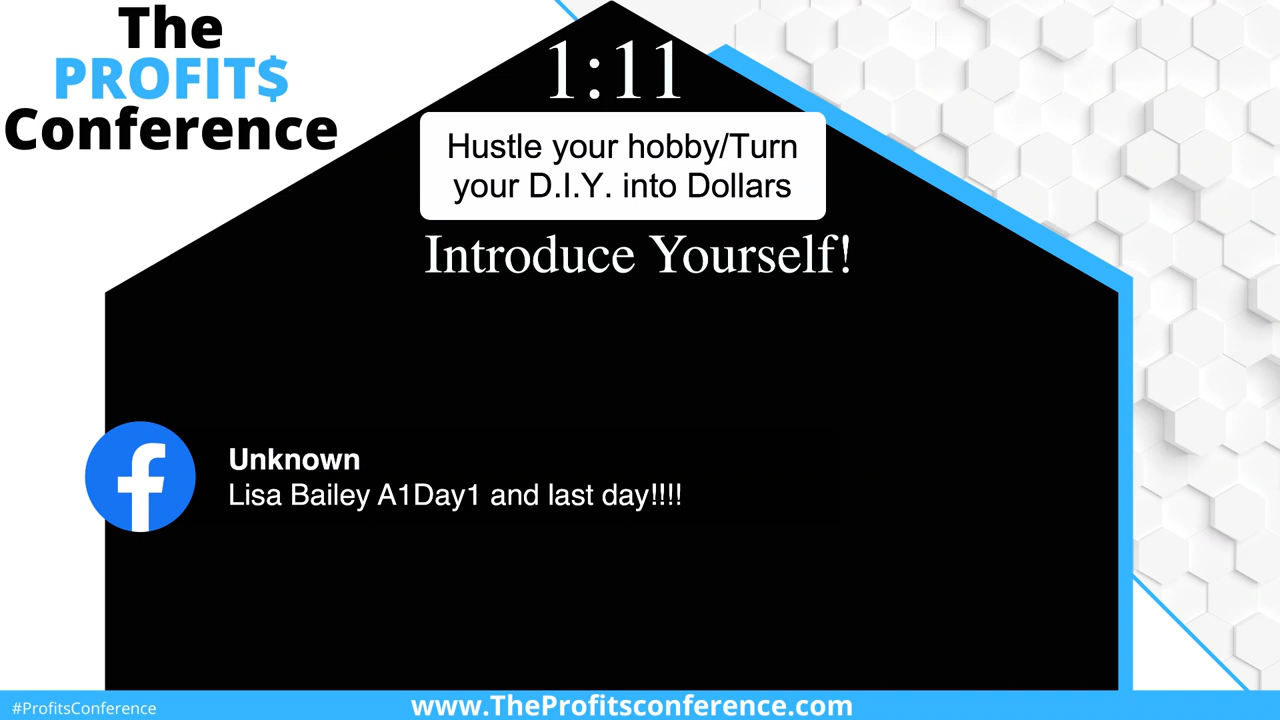 The
PROFIT$
Conference
1:11
Hustle your hobby/Turn
your D.I.Y. into Dollars
Introduce Yourself!
Unknown
Lisa Bailey A1Day1 and last day!!!!
#ProfitsConference
www.TheProfitsconference.com